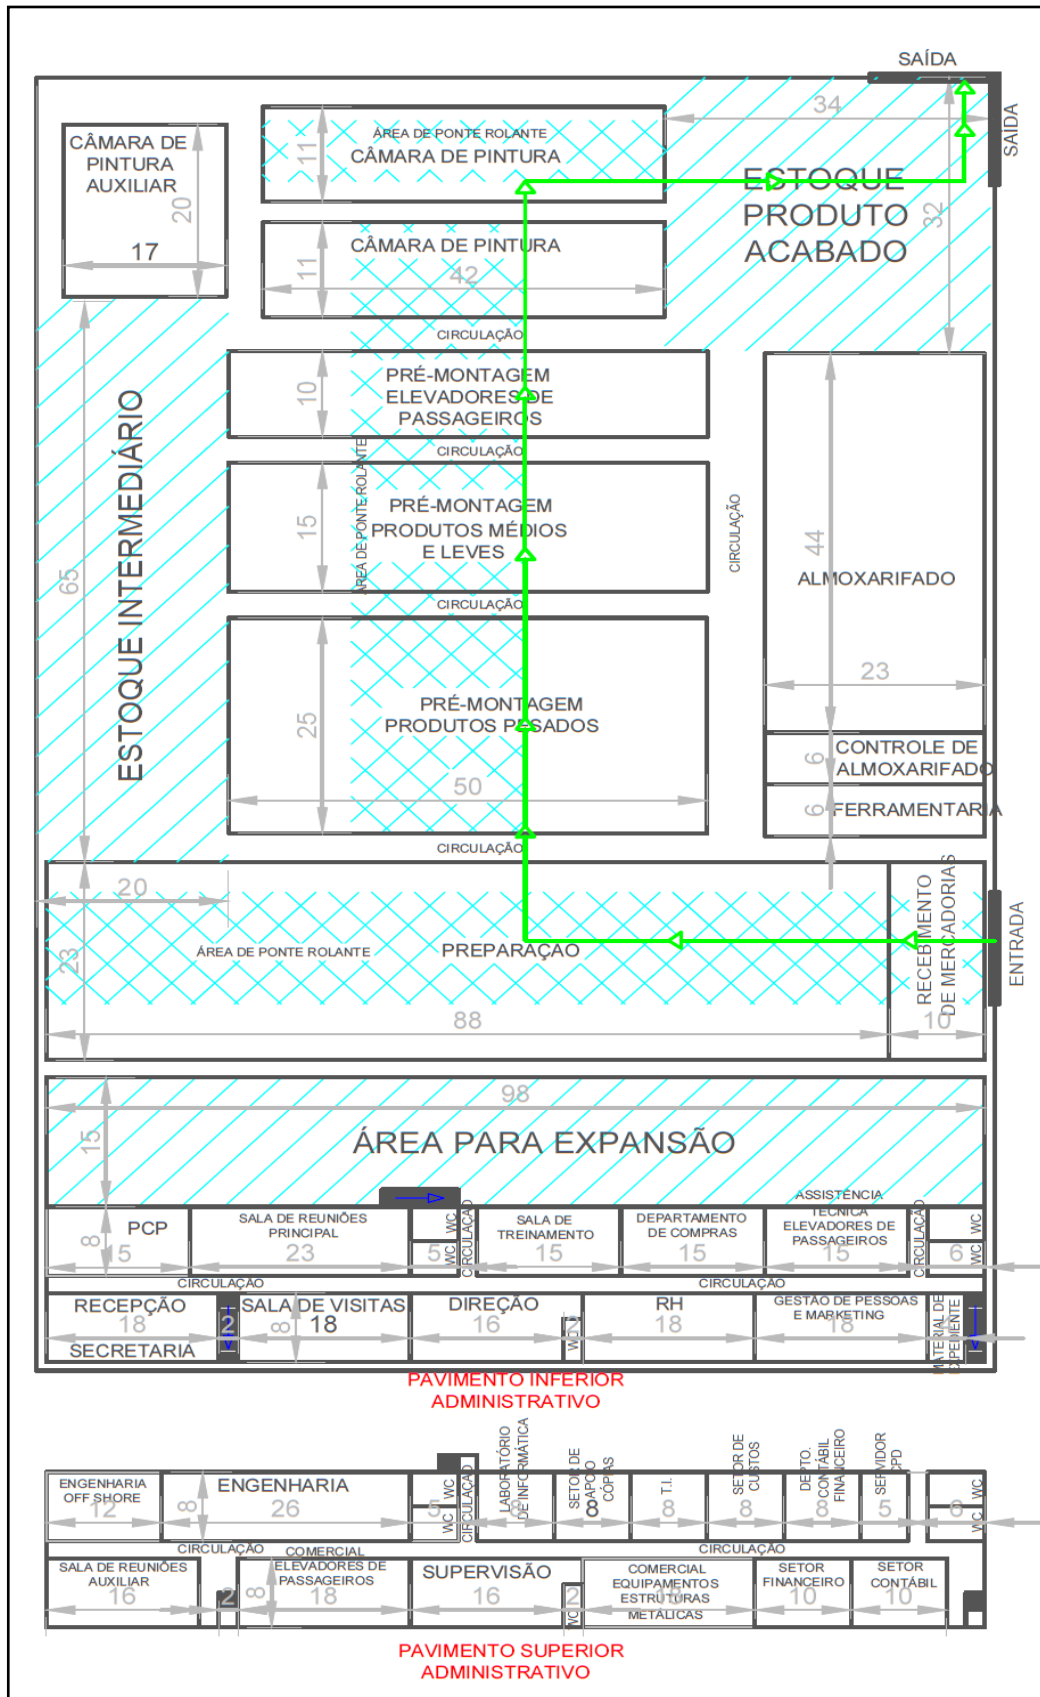 SAÍDA
34
ÁREA DE PONTE ROLANTE
CÂMARA DE PINTURA
11
CÂMARA DE
PINTURA
AUXILIAR
20
17
SAÍDA
ESTOQUE
PRODUTO
ACABADO
32
CÂMARA DE PINTURA
11
42
CIRCULAÇÃO
PRÉ-MONTAGEM
ELEVADORES DE
PASSAGEIROS
10
CIRCULAÇÃO
ESTOQUE INTERMEDIÁRIO
65
ÁREA DE PONTE ROLANTE
PRÉ-MONTAGEM
PRODUTOS MÉDIOS
E LEVES
15
CIRCULAÇÃO
CIRCULAÇÃO
44
ALMOXARIFADO
23
PRÉ-MONTAGEM
PRODUTOS PESADOS
25
50
CONTROLE DE
ALMOXARIFADO
6
6
FERRAMENTARIA
CIRCULAÇÃO
20
23
ÁREA DE PONTE ROLANTE
PREPARAÇAO
RECEBIMENTO
DE MERCADORIAS
ENTRADA
88
10
98
15
ÁREA PARA EXPANSÃO
PCP
8
15
SALA DE REUNIÕES
PRINCIPAL
23
WC
WC
5
CIRCULAÇÃO
SALA DE
TREINAMENTO
15
DEPARTAMENTO
DE COMPRAS
15
ASSISTÊNCIA
TÉCNICA
ELEVADORES DE
PASSAGEIROS
15
CIRCULAÇÃO
WC
WC
6
CIRCULAÇÃO
CIRCULAÇÃO
RECEPÇÃO
18
SECRETARIA
2
SALA DE VISITAS
8
18
DIREÇÃO
16
WC
2
RH
18
GESTÃO DE PESSOAS
E MARKETING
18
MATERIAL DE
EXPEDIENTE
PAVIMENTO INFERIOR
ADMINISTRATIVO
ENGENHARIA
OFF SHORE
12
ENGENHARIA
8
26
WC
WC
5
CIRCULAÇÃO
LABORATÓRIO
DE INFORMÁTICA
8
SETOR DE
APOIO
CÓPIAS
8
T.I.
8
SETOR DE
CUSTOS
8
DEPTO.
CONTÁBIL
FINANCEIRO
8
SERVIDOR
CPD
5
WC
WC
6
CIRCULAÇÃO
CIRCULAÇÃO
SALA DE REUNIÕES
AUXILIAR
16
2
COMERCIAL
ELEVADORES DE
PASSAGEIROS
8
18
SUPERVISÃO
16
WC
2
COMERCIAL
EQUIPAMENTOS
ESTRUTURAS
METÁLICAS
18
SETOR
FINANCEIRO
10
SETOR
CONTÁBIL
10
PAVIMENTO SUPERIOR
ADMINISTRATIVO